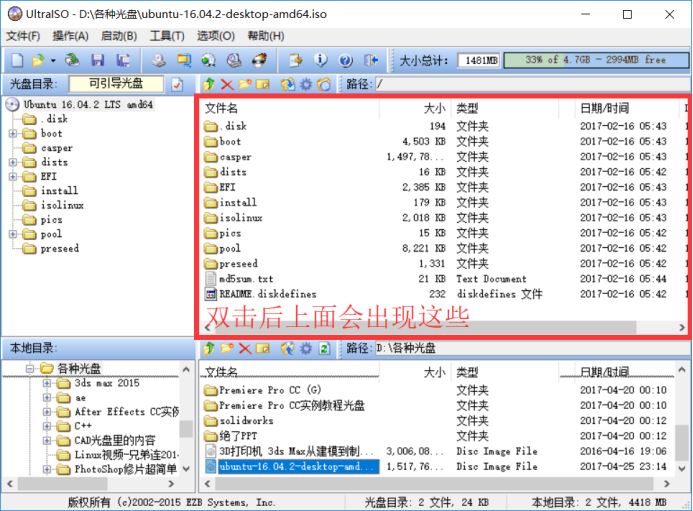 UltraISO - D:\各种光盘\ubuntu-16.04.2-desktop-amd64.iso
文件(F) 操作(A) 启动(B) 工具(T) 选项(O) 帮助(H)
大小总计: 1481MB 33% of 4.7GB - 2994MB free
光盘目录: 可引导光盘 路径: /
Ubuntu 16.04.2 LTS amd64
.disk
boot
casper
dists
EFI
install
isolinux
pics
pool
preseed
文件名 大小 类型 日期/时间
.disk 194 文件夹 2017-02-16 05:43
boot 4,503 KB 文件夹 2017-02-16 05:43
casper 1,497,78... 文件夹 2017-02-16 05:43
dists 16 KB 文件夹 2017-02-16 05:42
EFI 2,385 KB 文件夹 2017-02-16 05:43
install 179 KB 文件夹 2017-02-16 05:43
isolinux 2,018 KB 文件夹 2017-02-16 05:43
pics 15 KB 文件夹 2017-02-16 05:42
pool 8,221 KB 文件夹 2017-02-16 05:42
preseed 1,331 文件夹 2017-02-16 05:43
md5sum.txt 21 KB Text Document 2017-02-16 05:44
README.diskdefines 232 diskdefines 文件 2017-02-16 05:42
双击后上面会出现这些
本地目录: 路径: D:\各种光盘
各种光盘
3ds max 2015
ae
After Effects CC实例
C++
CAD光盘里的内容
Linux视频-兄弟连201
PhotoShop修片超简单
文件名 大小 类型 日期/时间
Premiere Pro CC (G) 文件夹 2017-04-20 00:10
Premiere Pro CC实例教程光盘 文件夹 2017-04-20 00:10
solidworks 文件夹 2017-04-20 00:10
绝了PPT 文件夹 2017-04-20 00:10
3D打印机 3ds Max从建模到制... 3,006,08... Disc Image File 2016-04-16 19:06
ubuntu-16.04.2-desktop-amd... 1,517,76... Disc Image File 2017-04-25 23:14
版权所有 (c)2002-2015 EZB Systems, Inc. 光盘目录: 2 文件, 24 KB 本地目录: 2 文件, 4418 MB